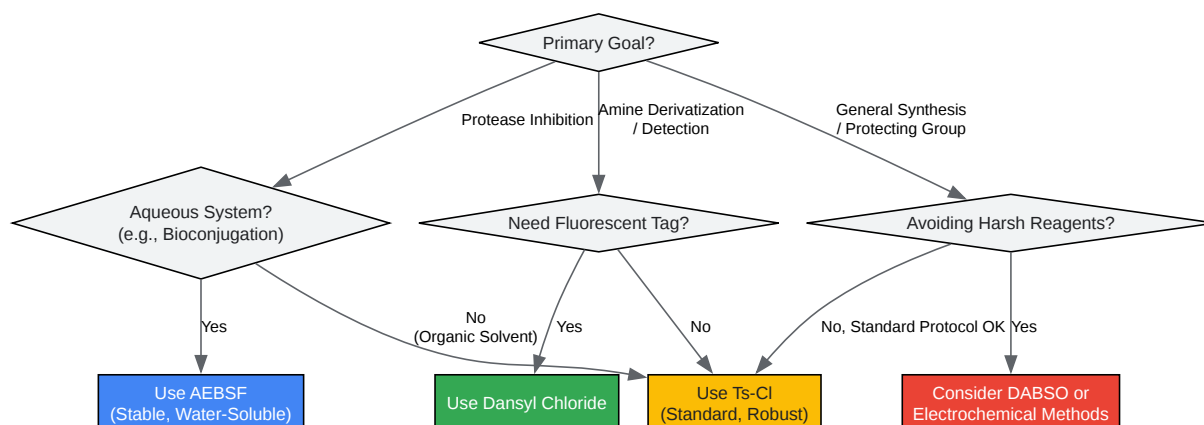 Primary Goal?
Protease Inhibition
Amine Derivatization
/ Detection
General Synthesis
/ Protecting Group
Aqueous System?
(e.g., Bioconjugation)
Need Fluorescent Tag?
Avoiding Harsh Reagents?
Yes
No
(Organic Solvent)
Yes
No
No, Standard Protocol OK
Yes
Use AEBSF
(Stable, Water-Soluble)
Use Dansyl Chloride
Use Ts-Cl
(Standard, Robust)
Consider DABSO or
Electrochemical Methods